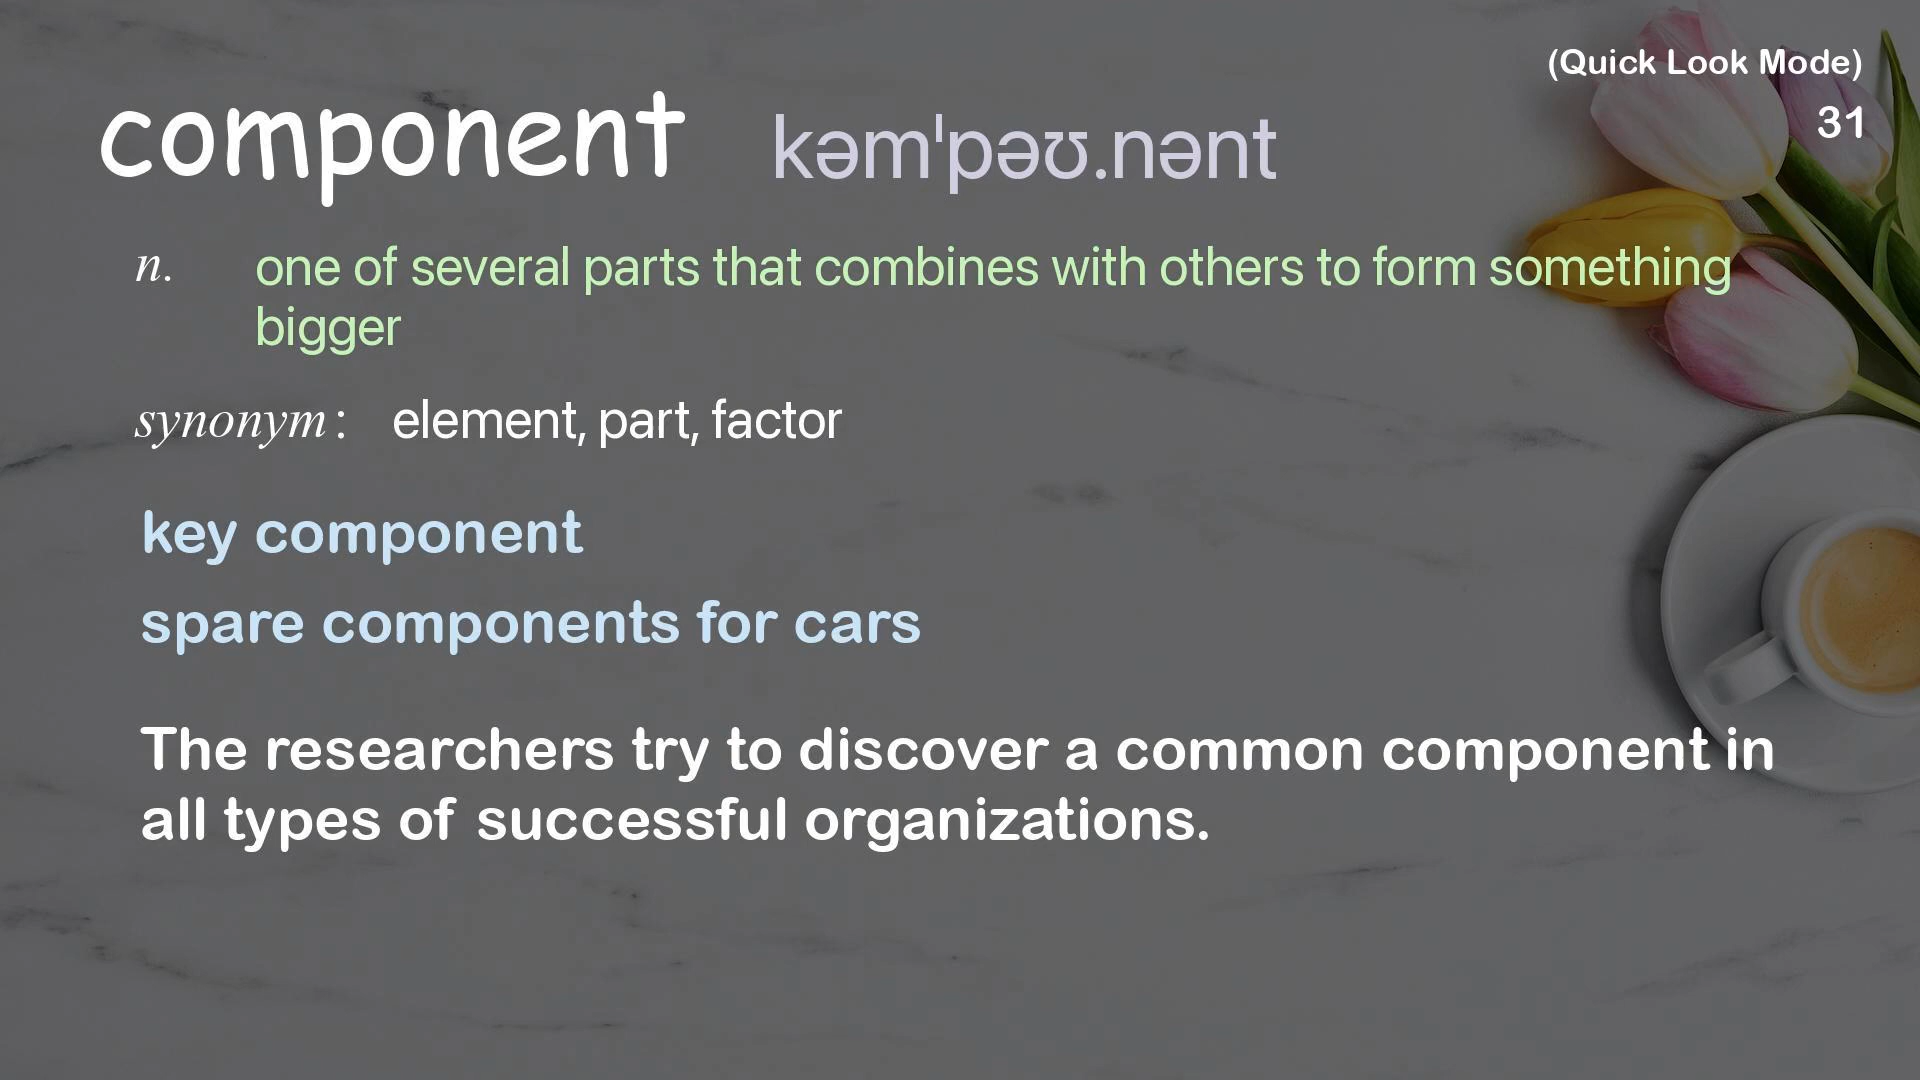 (Quick Look Mode)
31
component kəmˈpəʊ.nənt
n. one of several parts that combines with others to form something
bigger
synonym: element, part, factor
key component
spare components for cars
The researchers try to discover a common component in
all types of successful organizations.